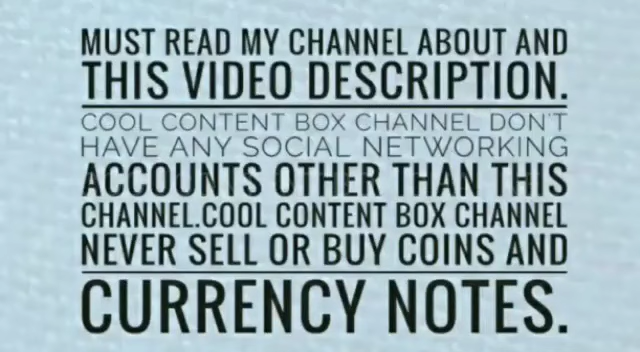 MUST READ MY CHANNEL ABOUT AND
THIS VIDEO DESCRIPTION.
COOL CONTENT BOX CHANNEL DON'T
HAVE ANY SOCIAL NETWORKING
ACCOUNTS OTHER THAN THIS
CHANNEL.COOL CONTENT BOX CHANNEL
NEVER SELL OR BUY COINS AND
CURRENCY NOTES.